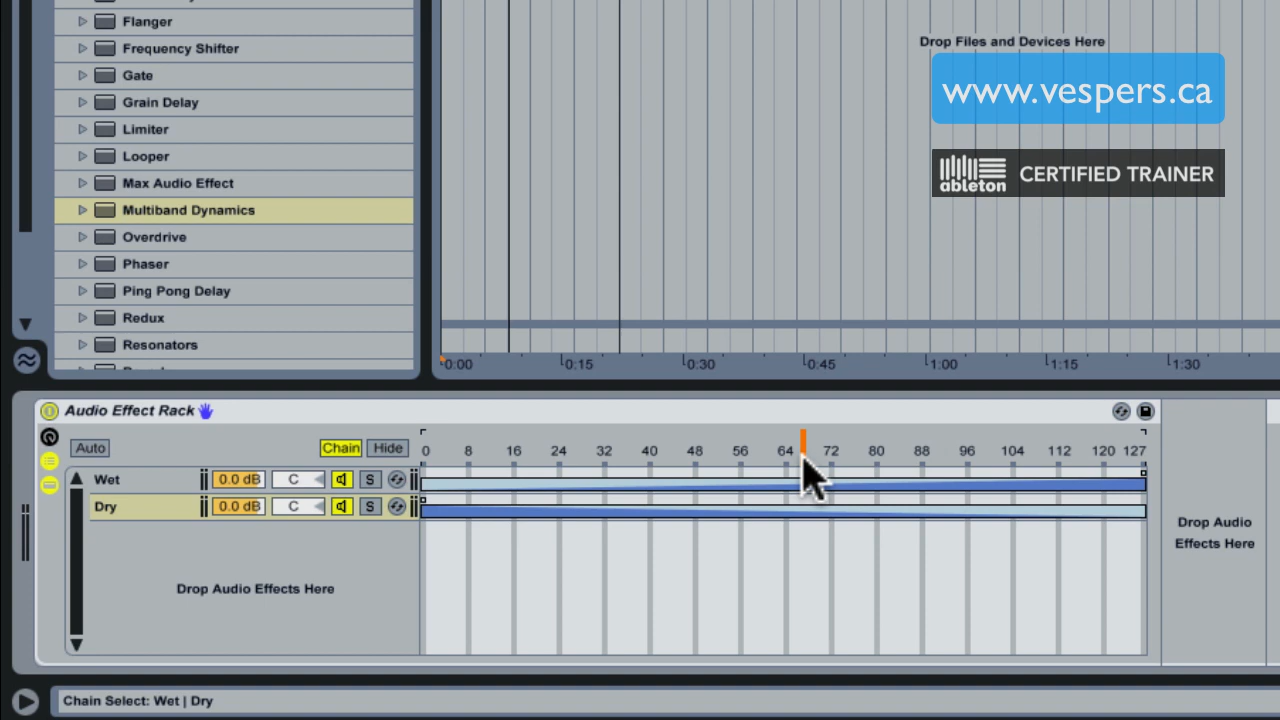 Flanger
Frequency Shifter
Gate
Grain Delay
Limiter
Looper
Max Audio Effect
Multiband Dynamics
Overdrive
Phaser
Ping Pong Delay
Redux
Resonators
Drop Files and Devices Here
www.vespers.ca
ableton CERTIFIED TRAINER
0:00 0:15 0:30 0:45 1:00 1:15 1:30
Audio Effect Rack
Auto Chain Hide 0 8 16 24 32 40 48 56 64 72 80 88 96 104 112 120 127
Wet 0.0 dB C S
Dry 0.0 dB C S
Drop Audio Effects Here
Drop Audio
Effects Here
Chain Select: Wet | Dry